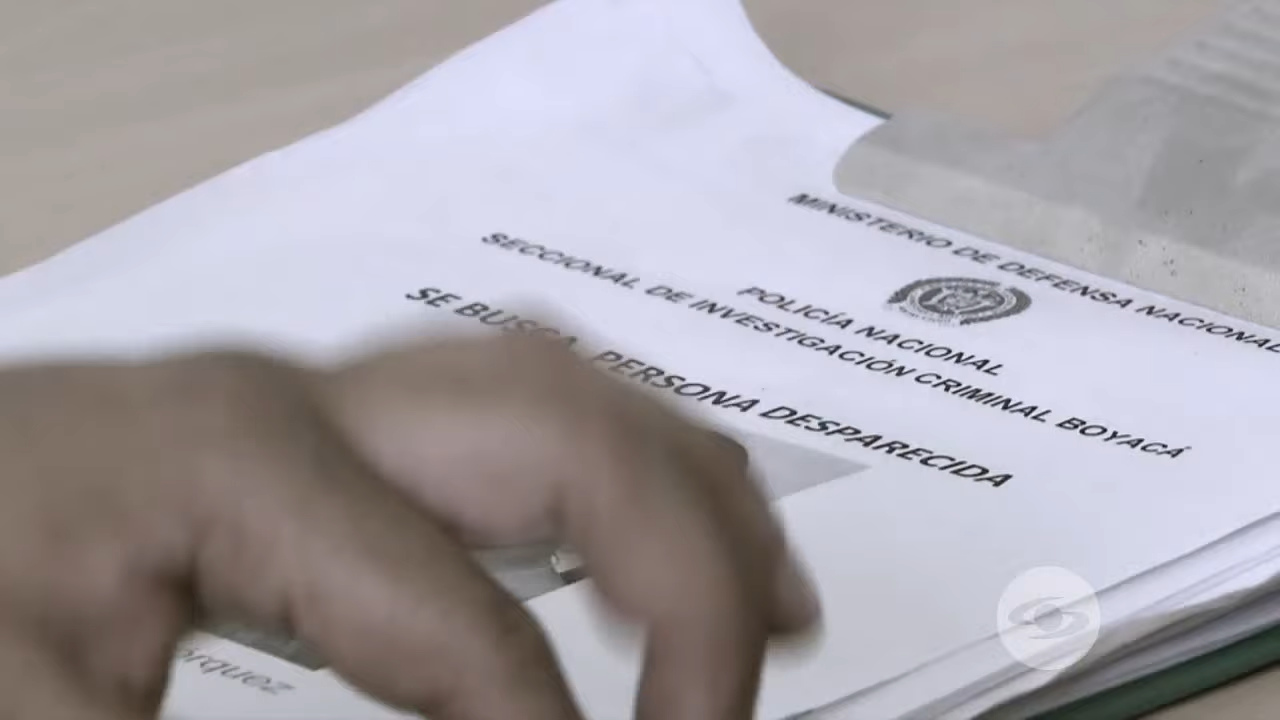 MINISTERIO DE DEFENSA NACIONAL
POLICÍA NACIONAL
SECCIONAL DE INVESTIGACIÓN CRIMINAL BOYACÁ
SE BUSCA PERSONA DESPARECIDA